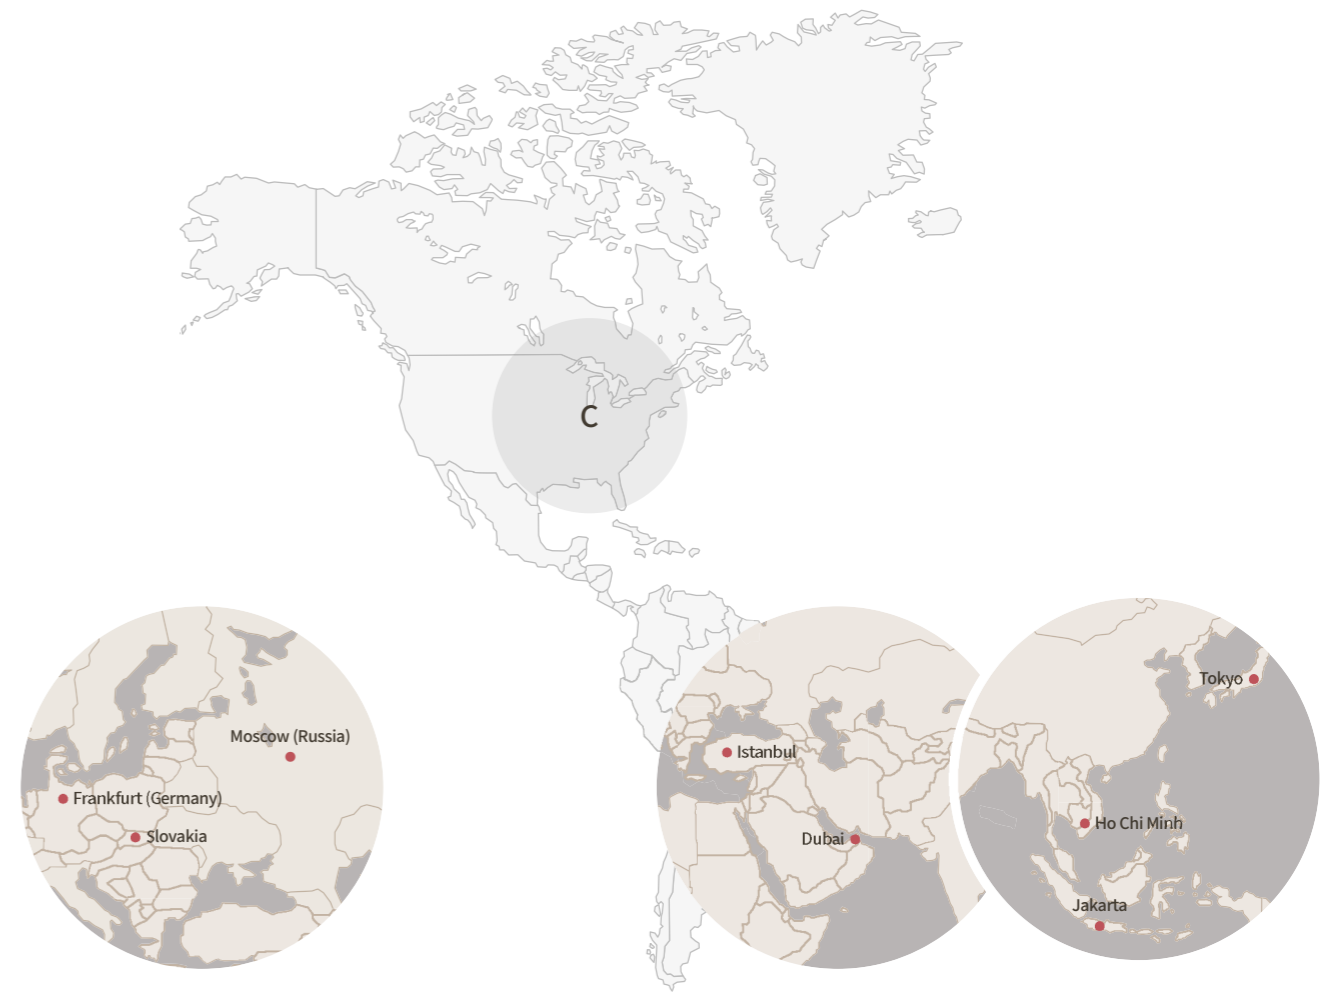 C
Moscow (Russia)
Frankfurt (Germany)
Slovakia
Istanbul
Dubai
Tokyo
Ho Chi Minh
Jakarta